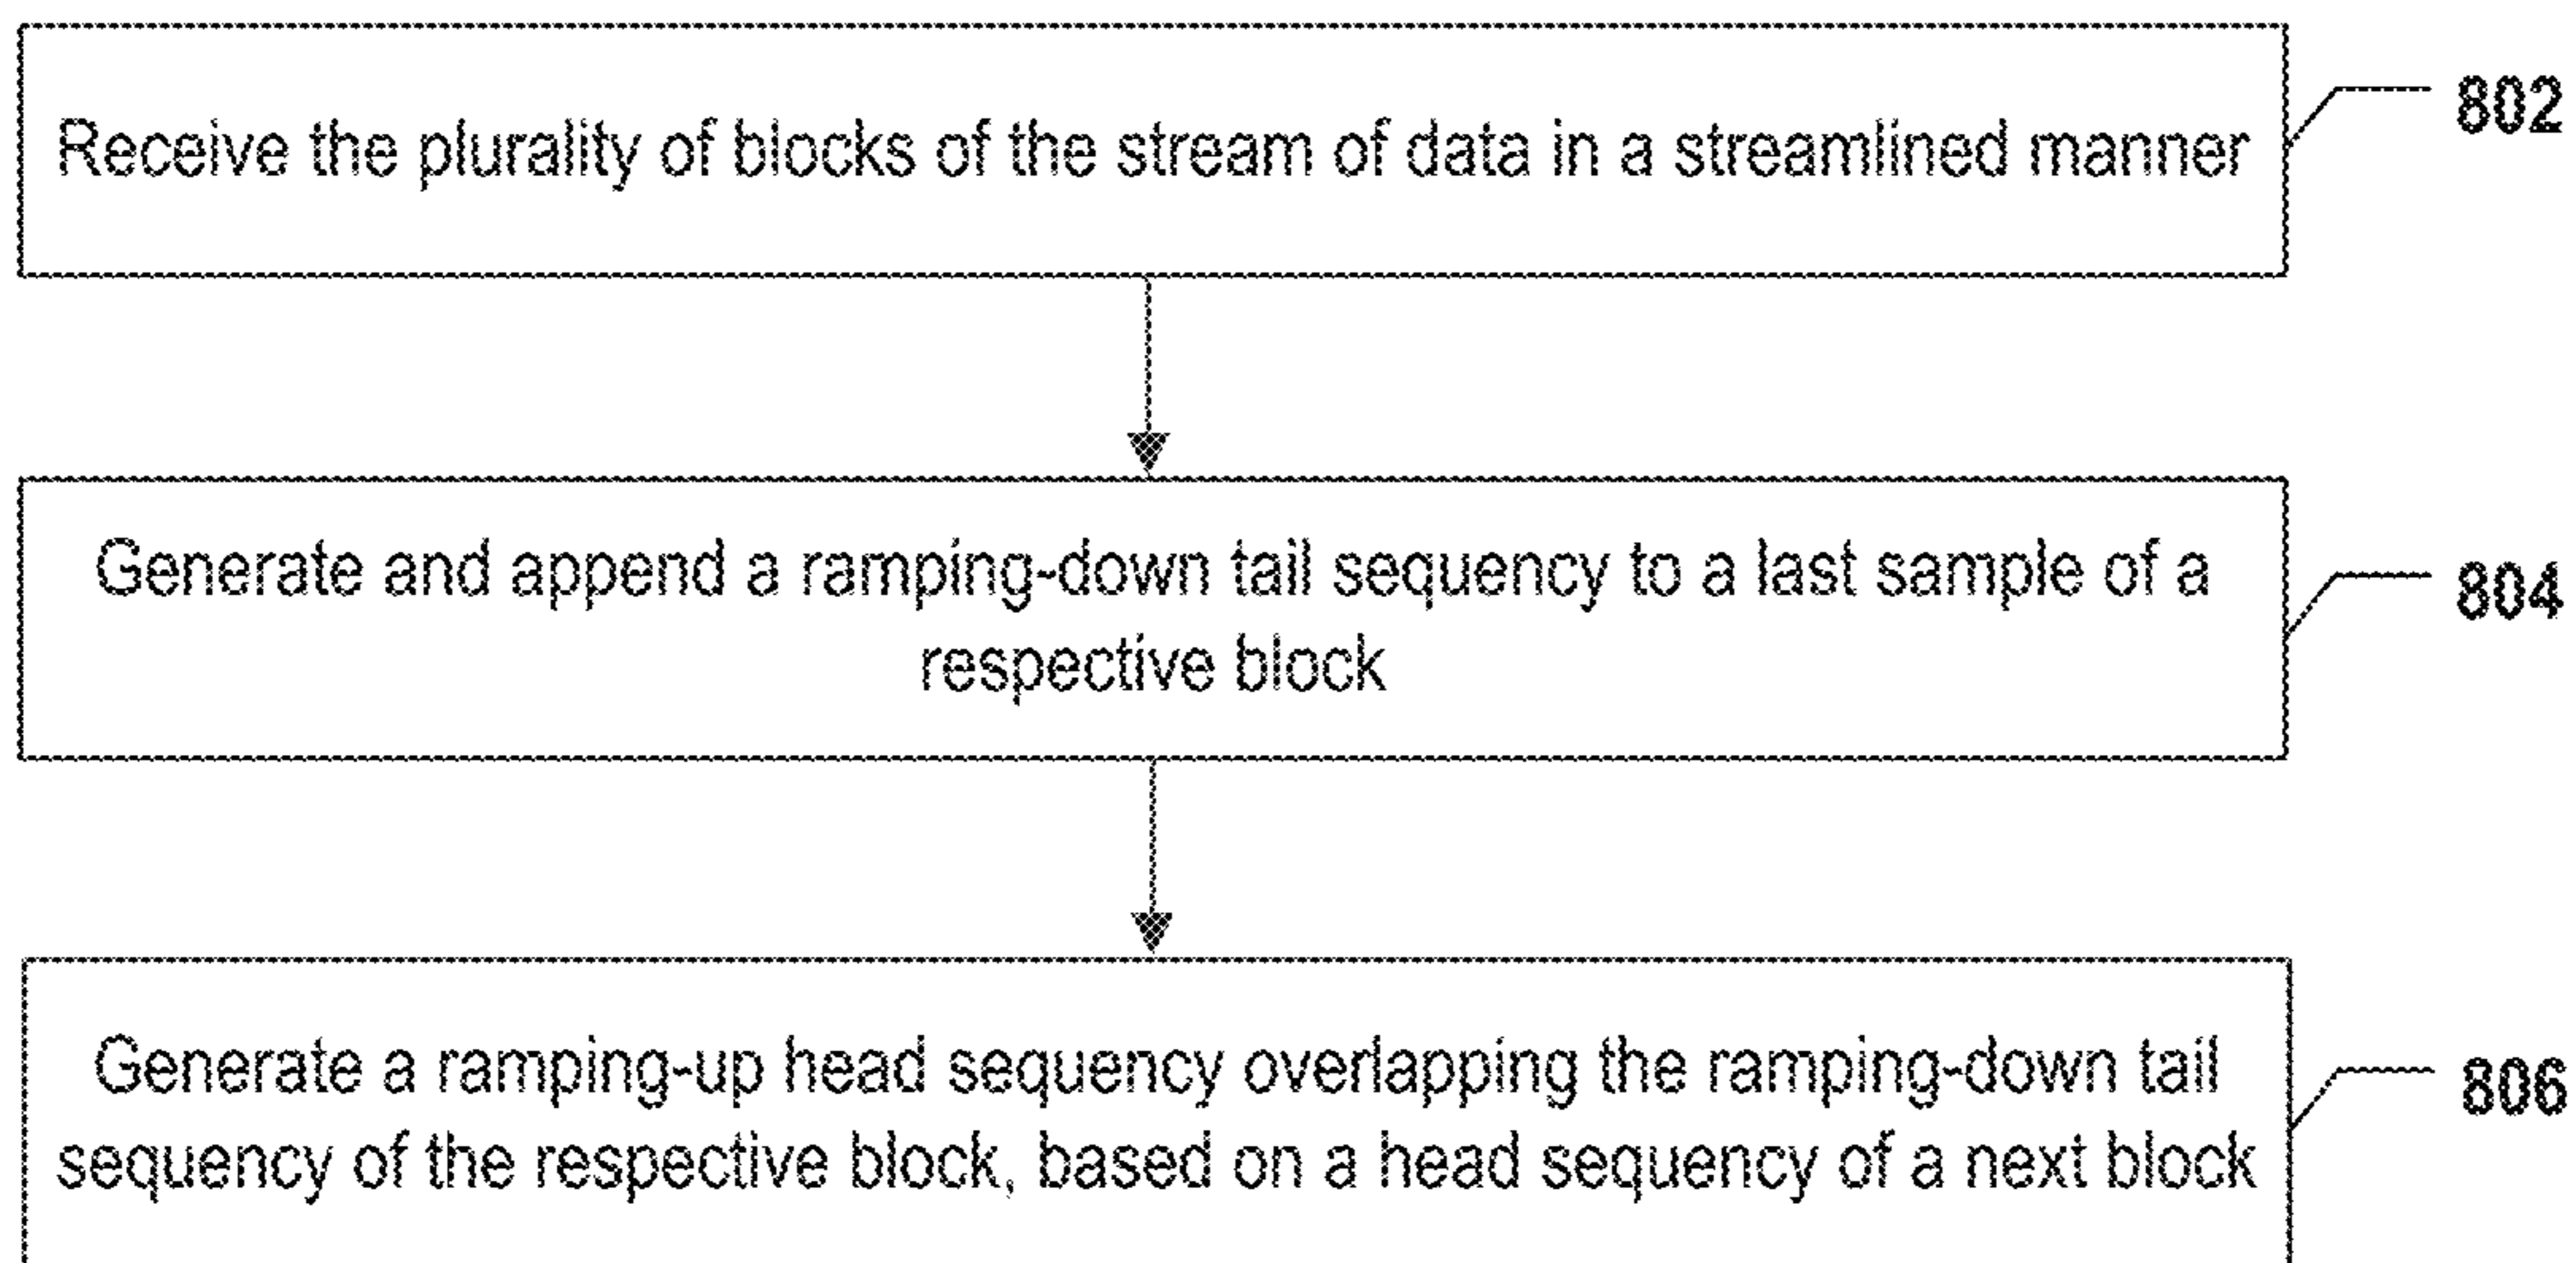 Receive the plurality of blocks of the stream of data in a streamlined manner
802
Generate and append a ramping-down tail sequency to a last sample of a
respective block
804
Generate a ramping-up head sequency overlapping the ramping-down tail
sequency of the respective block, based on a head sequency of a next block
806